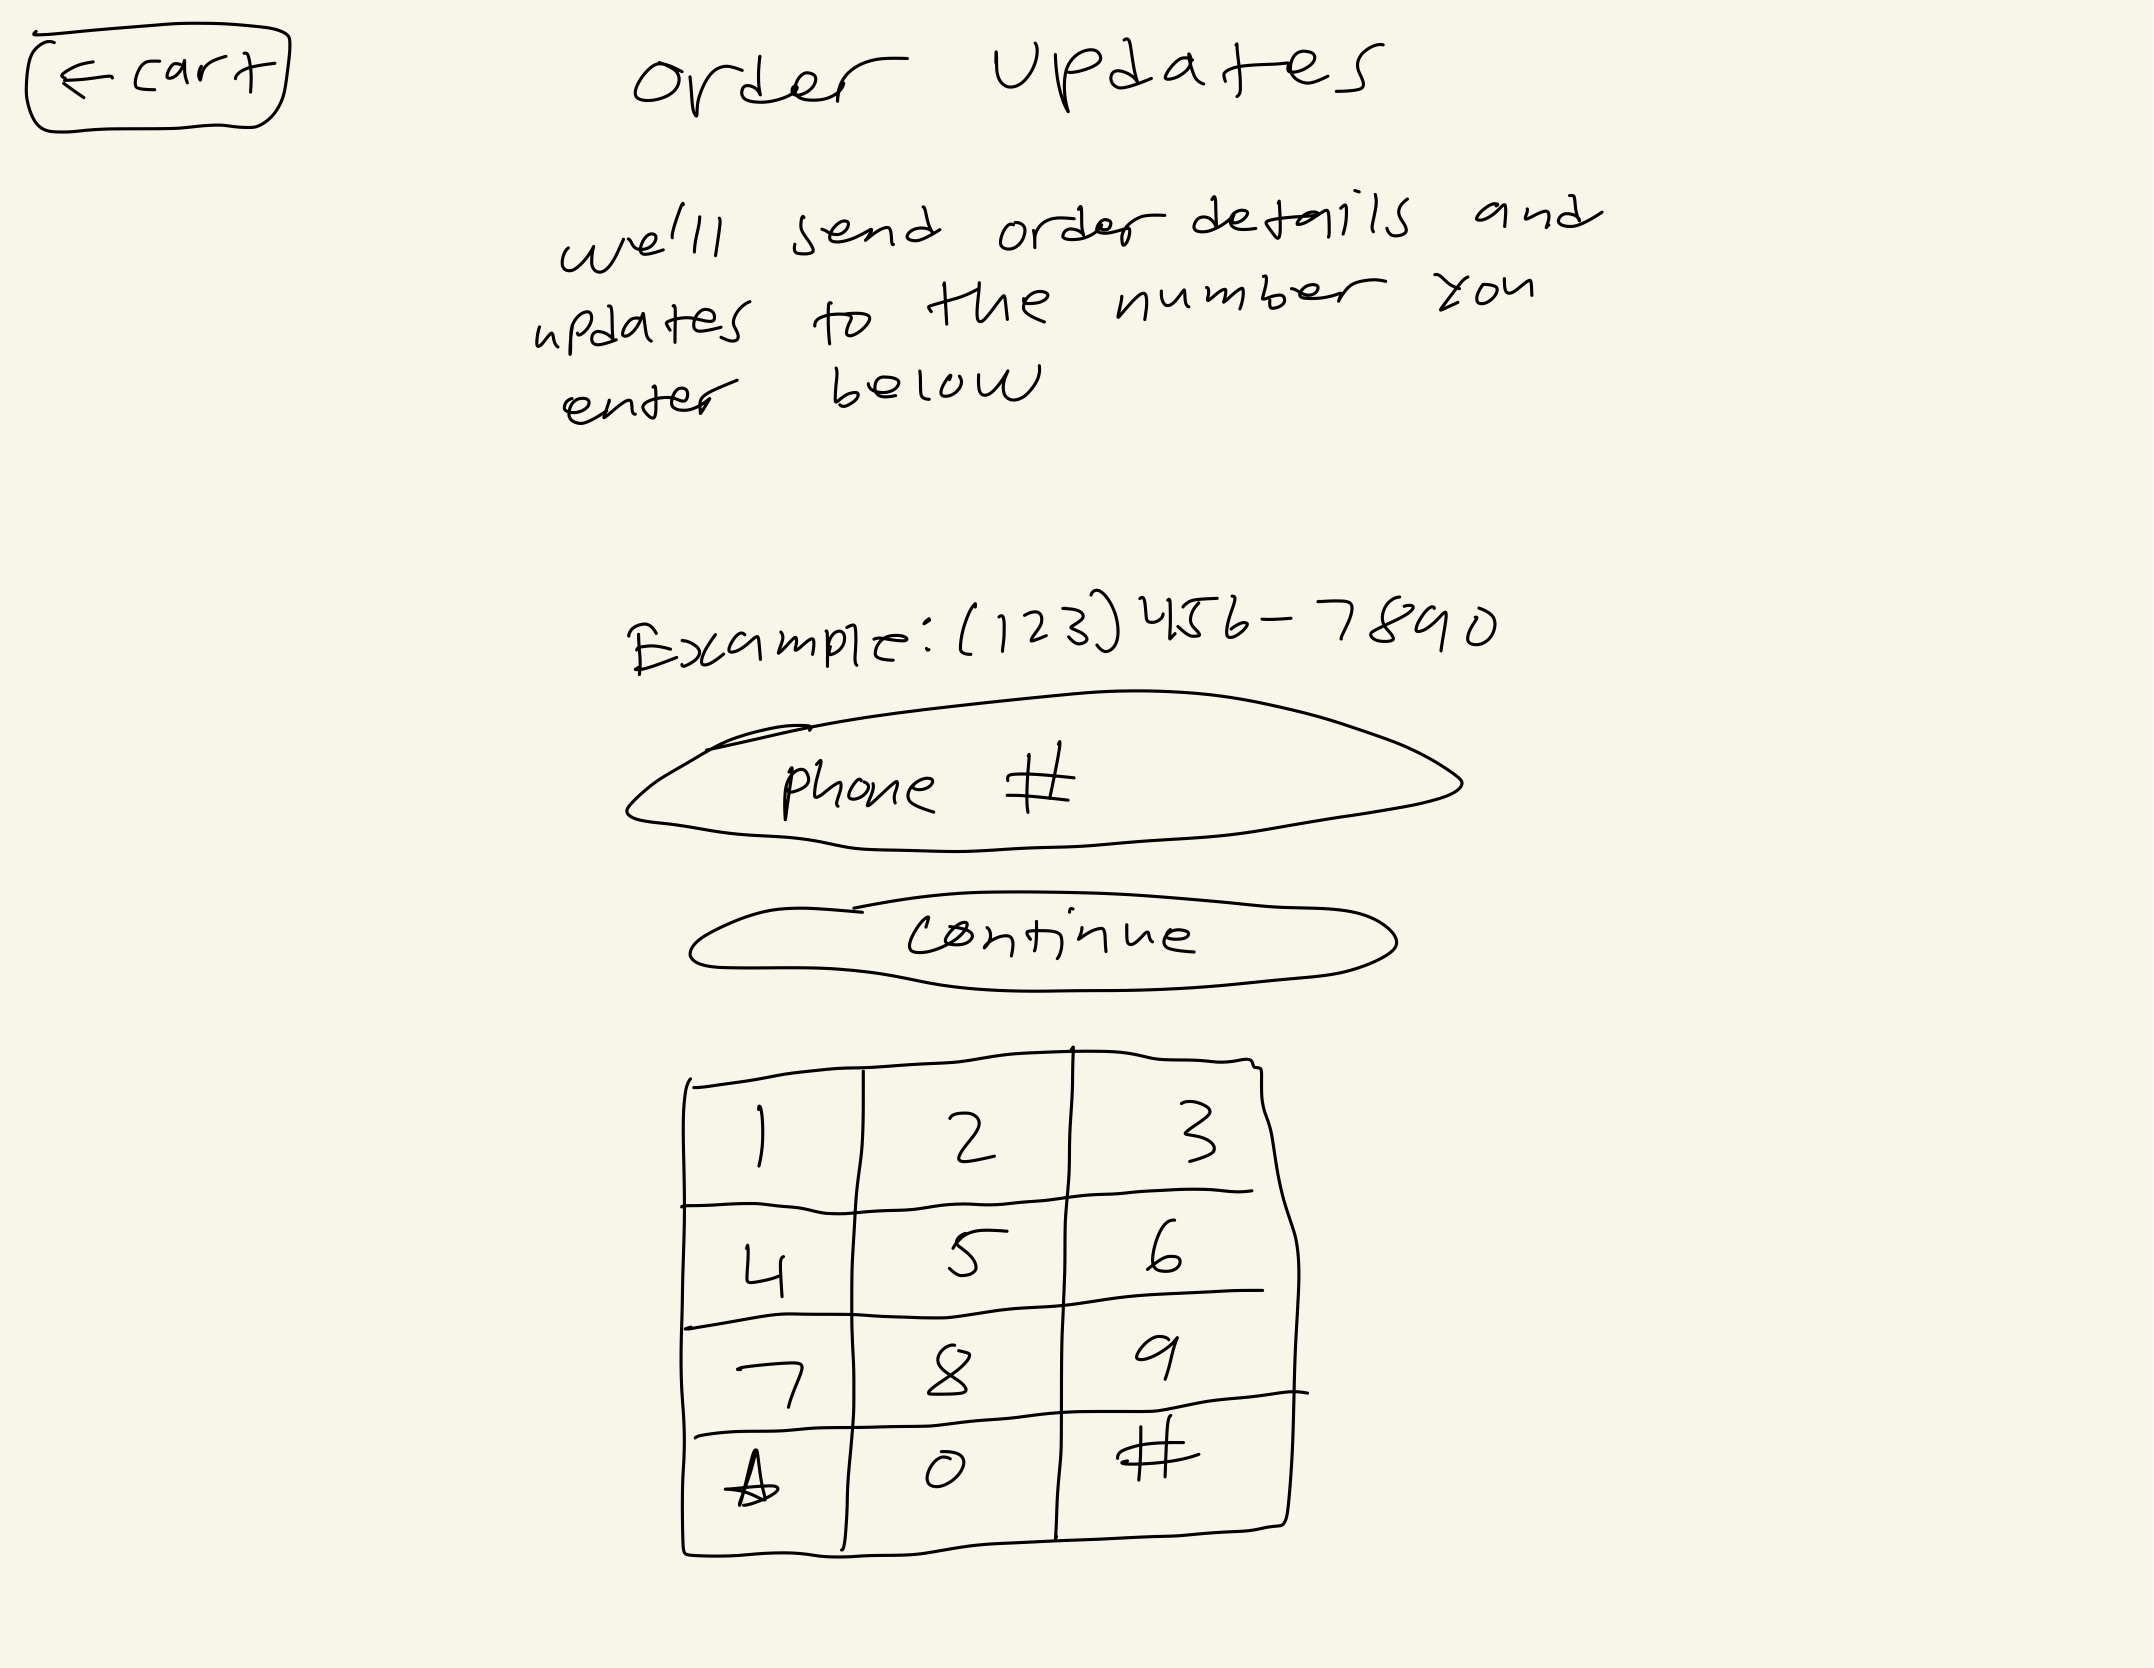 ← cart
order updates
we'll send order details and
updates to the number you
enter below
Example: (123) 456-7890
phone #
continue
1 2 3
4 5 6
7 8 9
* 0 #